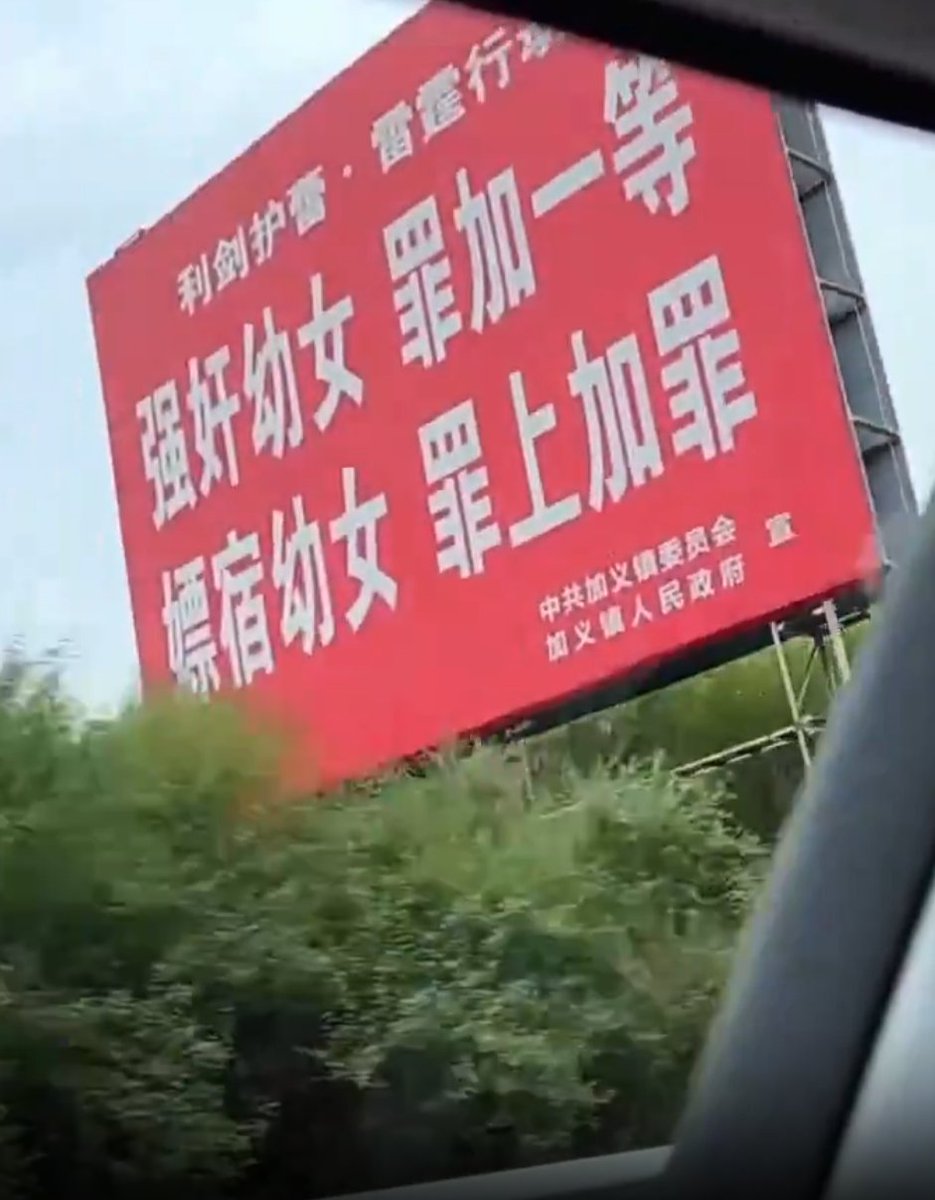 利剑护蕾·雷霆行
强奸幼女 罪加一等
嫖宿幼女 罪上加罪
中共加义镇委员会
加义镇人民政府
宣